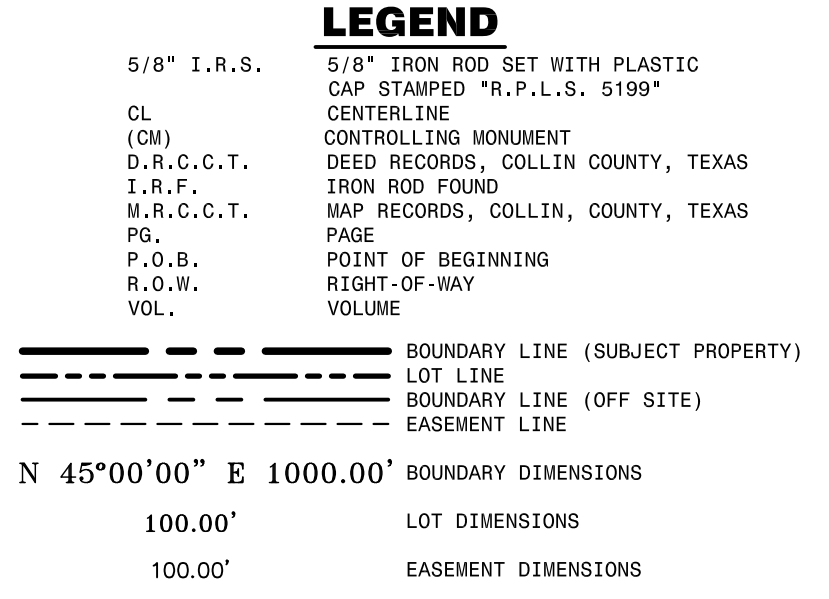 LEGEND
5/8" I.R.S. 5/8" IRON ROD SET WITH PLASTIC
CAP STAMPED "R.P.L.S. 5199"
CL CENTERLINE
(CM) CONTROLLING MONUMENT
D.R.C.C.T. DEED RECORDS, COLLIN COUNTY, TEXAS
I.R.F. IRON ROD FOUND
M.R.C.C.T. MAP RECORDS, COLLIN, COUNTY, TEXAS
PG. PAGE
P.O.B. POINT OF BEGINNING
R.O.W. RIGHT-OF-WAY
VOL. VOLUME
BOUNDARY LINE (SUBJECT PROPERTY)
LOT LINE
BOUNDARY LINE (OFF SITE)
EASEMENT LINE
N 45°00'00" E 1000.00' BOUNDARY DIMENSIONS
100.00' LOT DIMENSIONS
100.00' EASEMENT DIMENSIONS